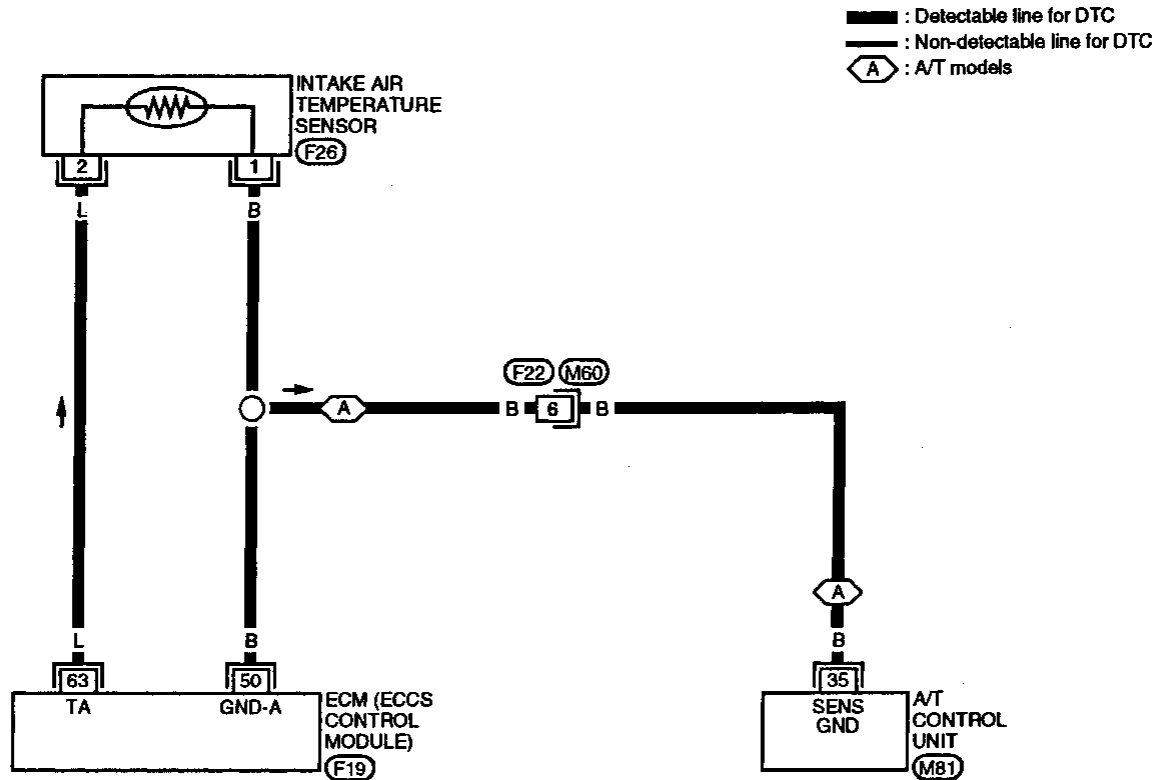 : Detectable line for DTC
: Non-detectable line for DTC
A : A/T models
INTAKE AIR
TEMPERATURE
SENSOR
F26
2 1
L B
F22 M60
A B 6 B
A
L B B
63 50 35
TA GND-A
ECM (ECCS
CONTROL
MODULE)
F19
SENS
GND
A/T
CONTROL
UNIT
M81